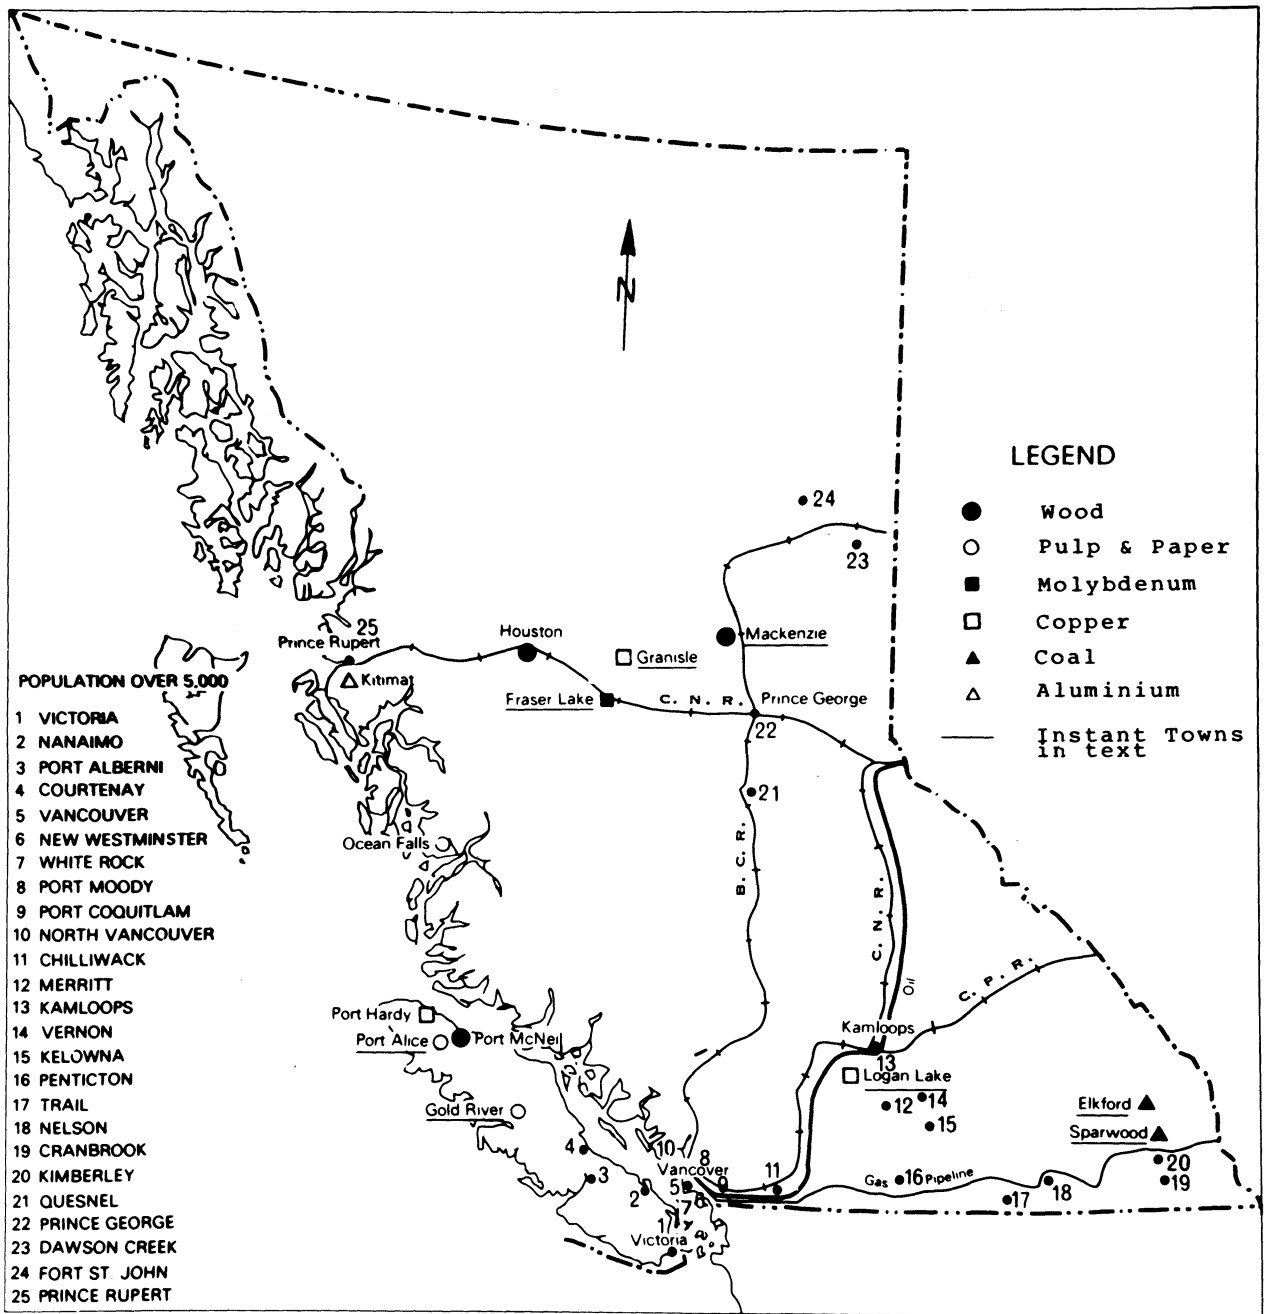 N
LEGEND
Wood
Pulp & Paper
Molybdenum
Copper
Coal
Aluminium
Instant Towns
in text
24
23
25
Prince Rupert
Houston
Mackenzie
Granisle
Kitimat
Fraser Lake
C. N. R.
Prince George
22
21
B. C. R.
C. N. R.
Oil
C. P. R.
Ocean Falls
Port Hardy
Port Alice
Port McNeil
Gold River
Kamloops
13
Logan Lake
12
14
15
Elkford
Sparwood
20
19
18
17
16
Gas Pipeline
11
10
8
Vancover
9
5
6
7
4
3
2
1
Victoria
POPULATION OVER 5,000
1 VICTORIA
2 NANAIMO
3 PORT ALBERNI
4 COURTENAY
5 VANCOUVER
6 NEW WESTMINSTER
7 WHITE ROCK
8 PORT MOODY
9 PORT COQUITLAM
10 NORTH VANCOUVER
11 CHILLIWACK
12 MERRITT
13 KAMLOOPS
14 VERNON
15 KELOWNA
16 PENTICTON
17 TRAIL
18 NELSON
19 CRANBROOK
20 KIMBERLEY
21 QUESNEL
22 PRINCE GEORGE
23 DAWSON CREEK
24 FORT ST. JOHN
25 PRINCE RUPERT